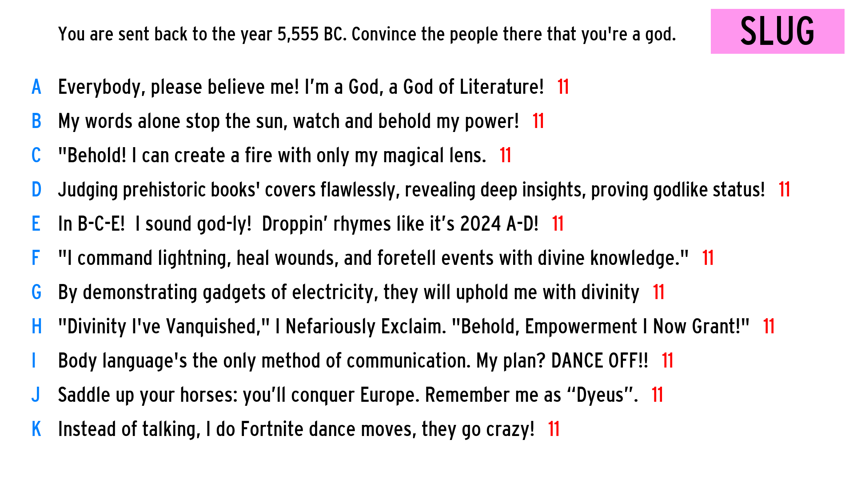 You are sent back to the year 5,555 BC. Convince the people there that you're a god.
SLUG
A Everybody, please believe me! I’m a God, a God of Literature! 11
B My words alone stop the sun, watch and behold my power! 11
C "Behold! I can create a fire with only my magical lens. 11
D Judging prehistoric books' covers flawlessly, revealing deep insights, proving godlike status! 11
E In B-C-E!  I sound god-ly!  Droppin’ rhymes like it’s 2024 A-D! 11
F "I command lightning, heal wounds, and foretell events with divine knowledge." 11
G By demonstrating gadgets of electricity, they will uphold me with divinity 11
H "Divinity I've Vanquished," I Nefariously Exclaim. "Behold, Empowerment I Now Grant!" 11
I Body language's the only method of communication. My plan? DANCE OFF!! 11
J Saddle up your horses: you’ll conquer Europe. Remember me as “Dyeus”. 11
K Instead of talking, I do Fortnite dance moves, they go crazy! 11